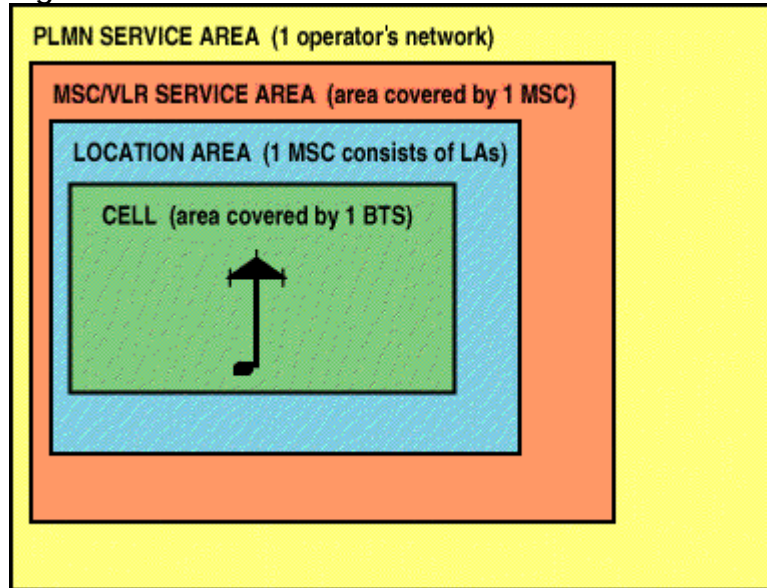 PLMN SERVICE AREA (1 operator's network)
MSC/VLR SERVICE AREA (area covered by 1 MSC)
LOCATION AREA (1 MSC consists of LAs)
CELL (area covered by 1 BTS)